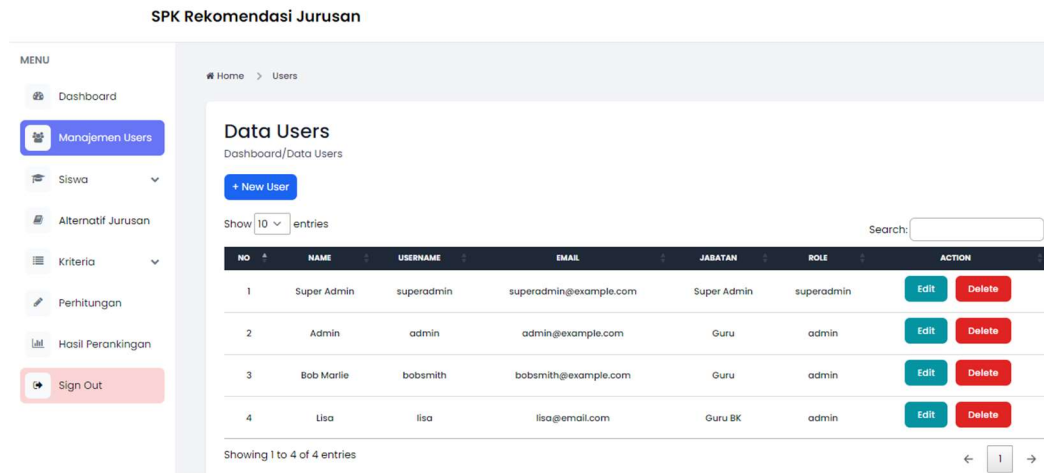 SPK Rekomendasi Jurusan
MENU
Dashboard
Manajemen Users
Siswa
Alternatif Jurusan
Kriteria
Perhitungan
Hasil Perankingan
Sign Out
Home > Users
Data Users
Dashboard/Data Users
+ New User
Show 10 entries
Search:
NO NAME USERNAME EMAIL JABATAN ROLE ACTION
1 Super Admin superadmin superadmin@example.com Super Admin superadmin Edit Delete
2 Admin admin admin@example.com Guru admin Edit Delete
3 Bob Marlie bobsmith bobsmith@example.com Guru admin Edit Delete
4 Lisa lisa lisa@email.com Guru BK admin Edit Delete
Showing 1 to 4 of 4 entries
← 1 →